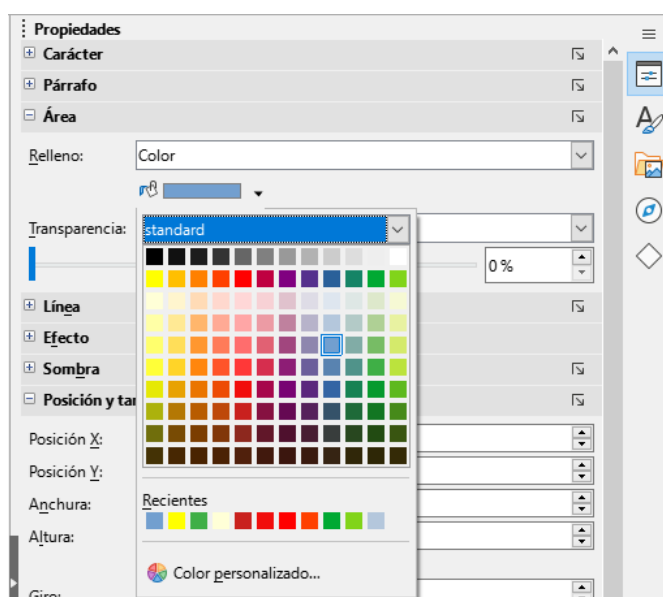 Propiedades
Carácter
Párrafo
Área
Relleno: Color
Transparencia: standard
0 %
Línea
Efecto
Sombra
Posición y tar
Posición X:
Posición Y:
Anchura:
Recientes
Altura:
Color personalizado...
Giro: